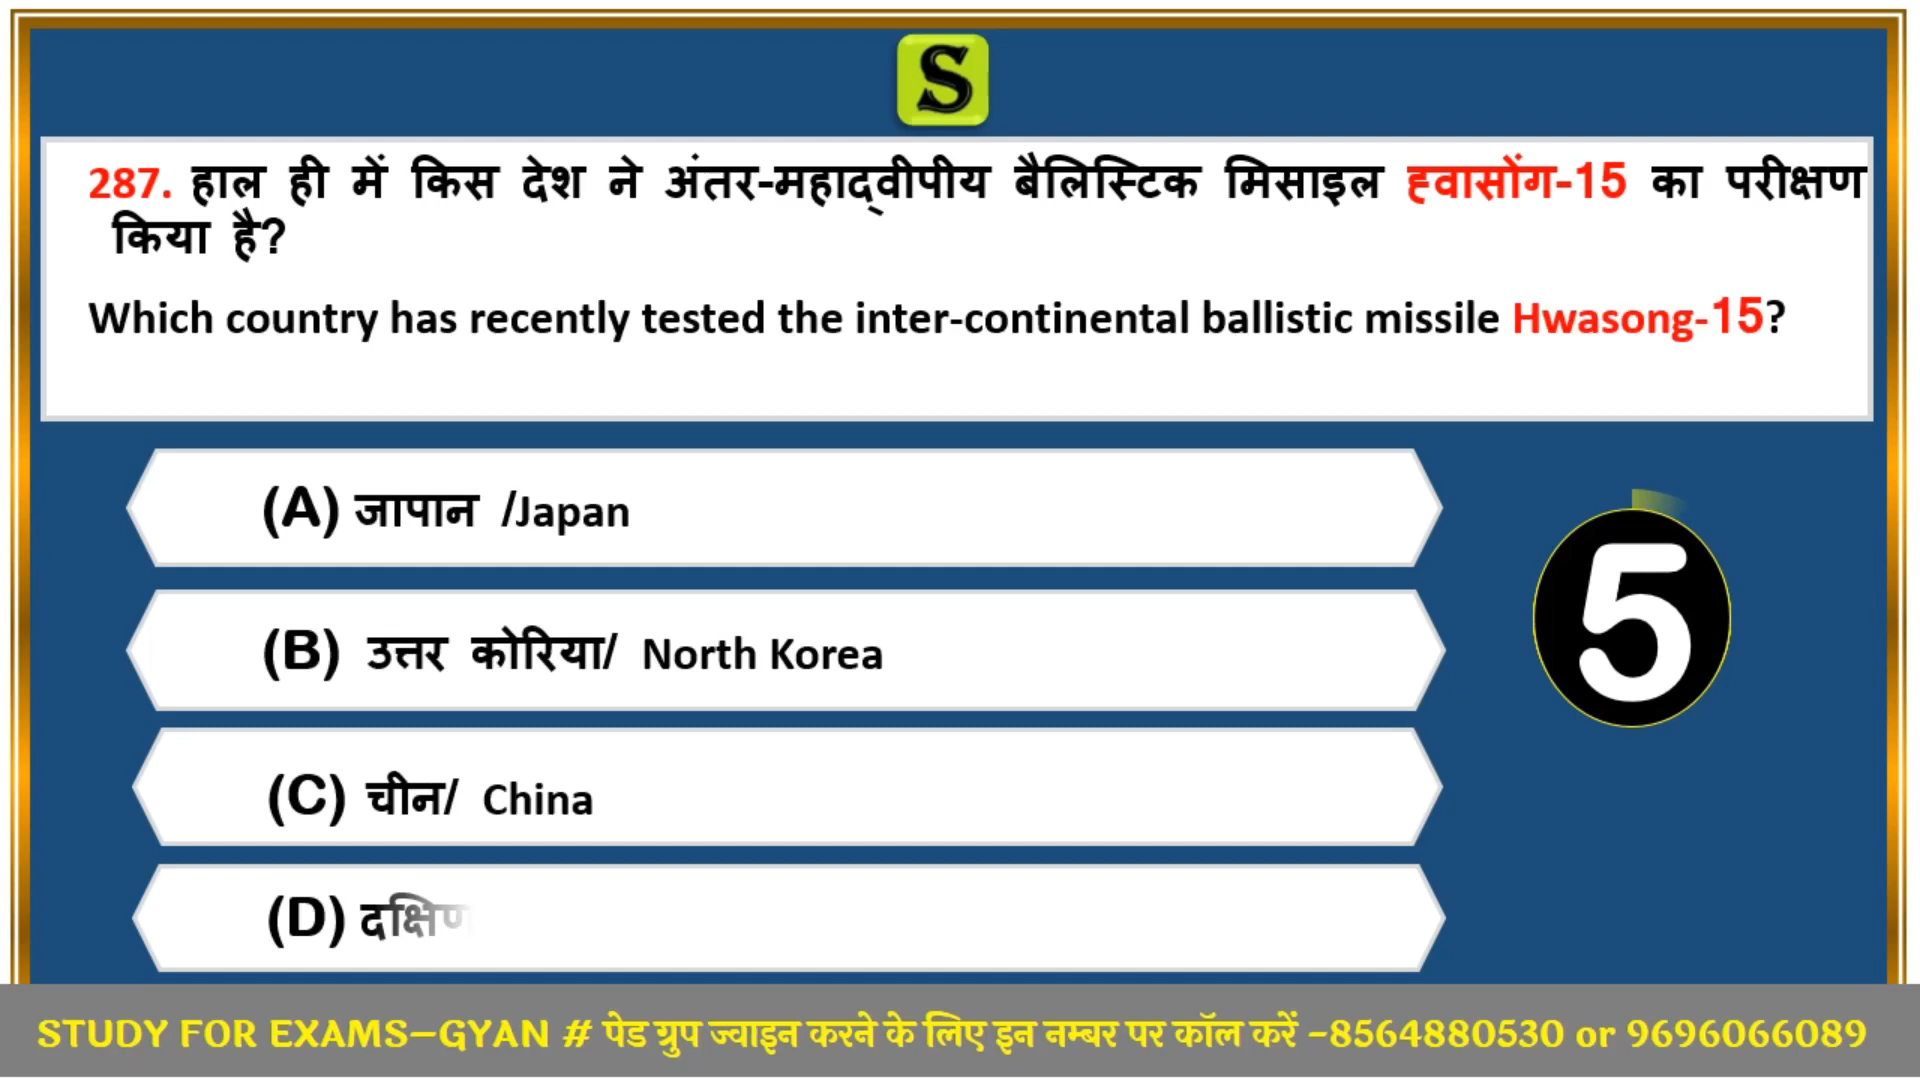 S
287. हाल ही में किस देश ने अंतर-महाद्वीपीय बैलिस्टिक मिसाइल ह्वासोंग-15 का परीक्षण
किया है?
Which country has recently tested the inter-continental ballistic missile Hwasong-15?
(A) जापान /Japan
(B) उत्तर कोरिया/ North Korea
5
(C) चीन/ China
(D) दक्षिण
STUDY FOR EXAMS-GYAN # पेड ग्रुप ज्वाइन करने के लिए इन नम्बर पर कॉल करें -8564880530 or 9696066089